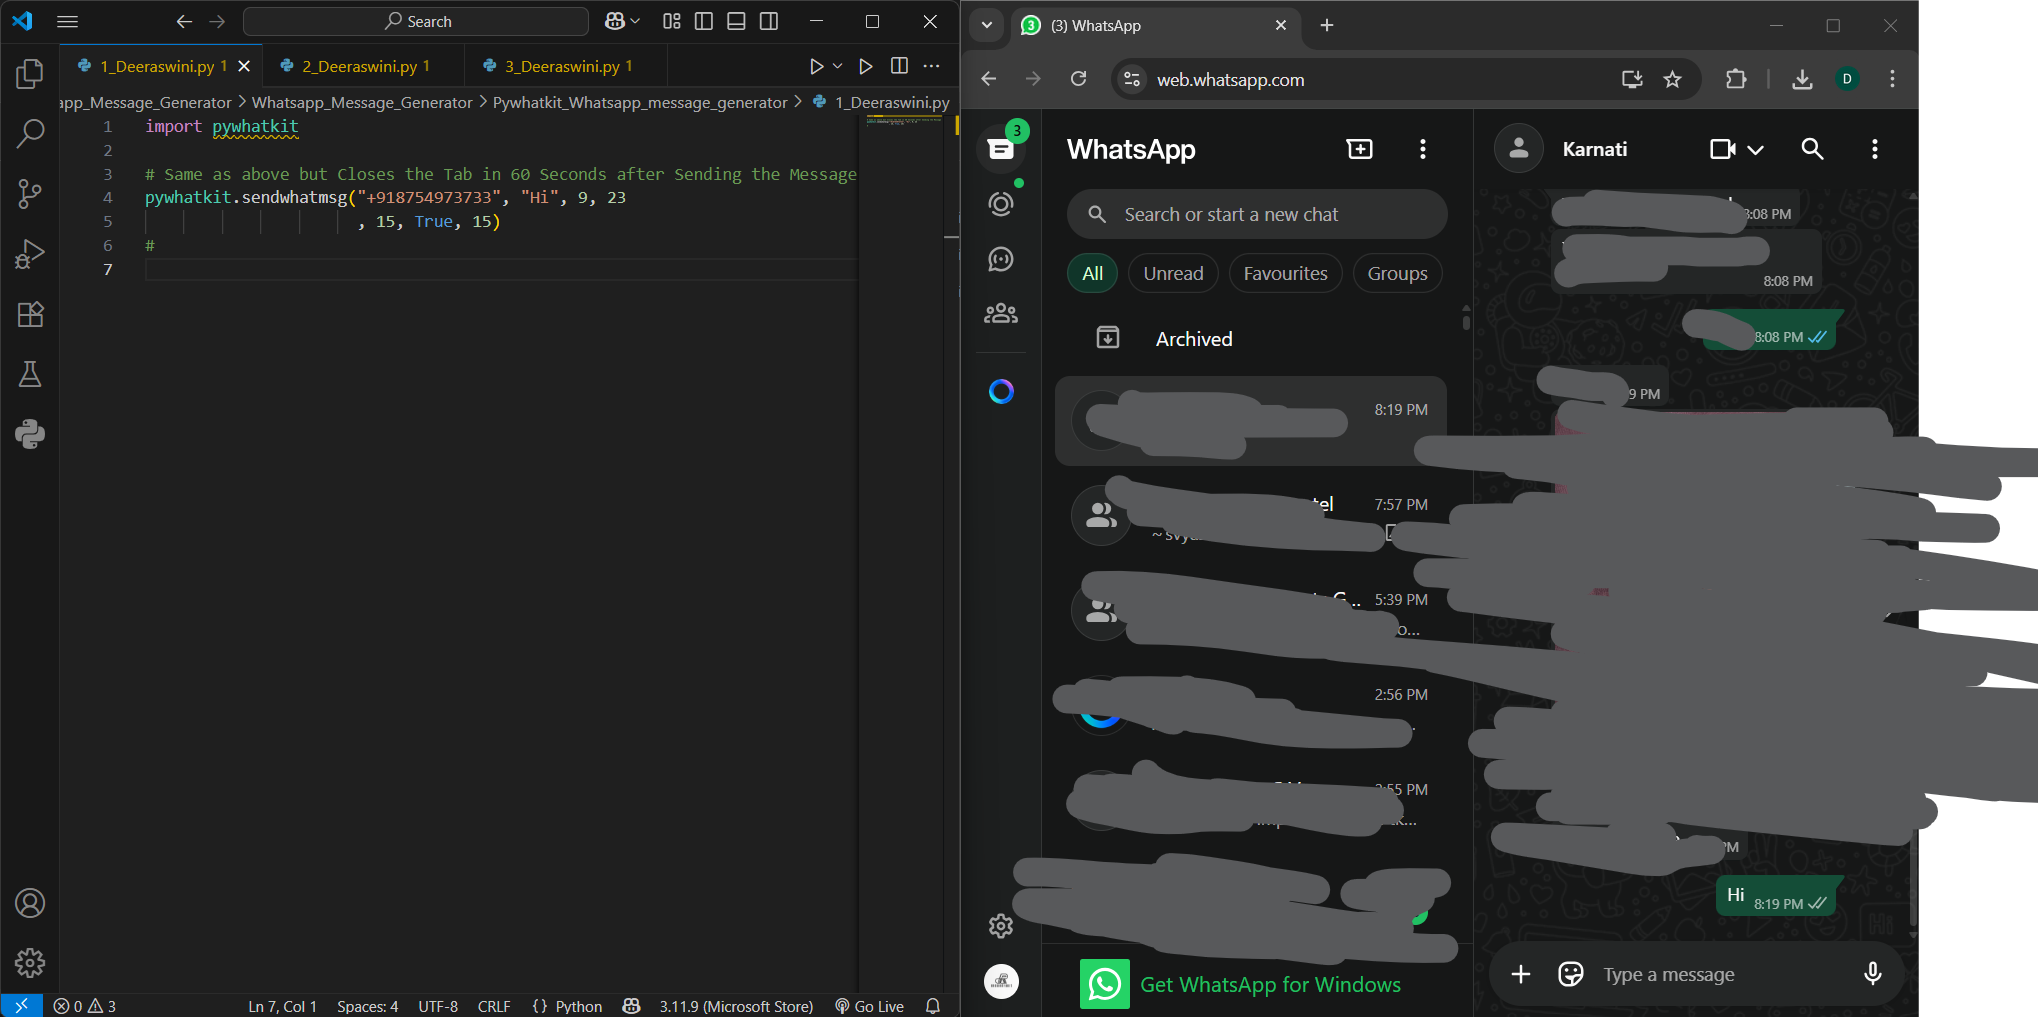 Search
1_Deeraswini.py 1
2_Deeraswini.py 1
3_Deeraswini.py 1
app_Message_Generator > Whatsapp_Message_Generator > Pywhatkit_Whatsapp_message_generator > 1_Deeraswini.py
1 import pywhatkit
2
3 # Same as above but Closes the Tab in 60 Seconds after Sending the Message
4 pywhatkit.sendwhatmsg("+918754973733", "Hi", 9, 23
5 , 15, True, 15)
6 #
7
0 3
Ln 7, Col 1
Spaces: 4
UTF-8
CRLF
{ } Python
3.11.9 (Microsoft Store)
Go Live
(3) WhatsApp
web.whatsapp.com
D
3
WhatsApp
Search or start a new chat
All
Unread
Favourites
Groups
Archived
8:19 PM
7:57 PM
5:39 PM
2:56 PM
PM
Get WhatsApp for Windows
Karnati
8:08 PM
8:08 PM
8:08 PM
PM
PM
Hi
8:19 PM
Type a message